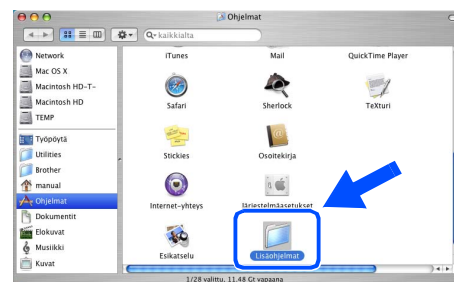 Ohjelmat
kaikkialta
Network
Mac OS X
Macintosh HD-T-
Macintosh HD
TEMP
Työpöytä
Utilities
Brother
manual
Ohjelmat
Dokumentit
Elokuvat
Musiikki
Kuvat
iTunes
Mail
QuickTime Player
Safari
Sherlock
TeXturi
Stickies
Osoitekirja
Internet-yhteys
Järjestelmäasetukset
Esikatselu
Lisäohjelmat
1/28 valittu, 11.48 Gt vapaana